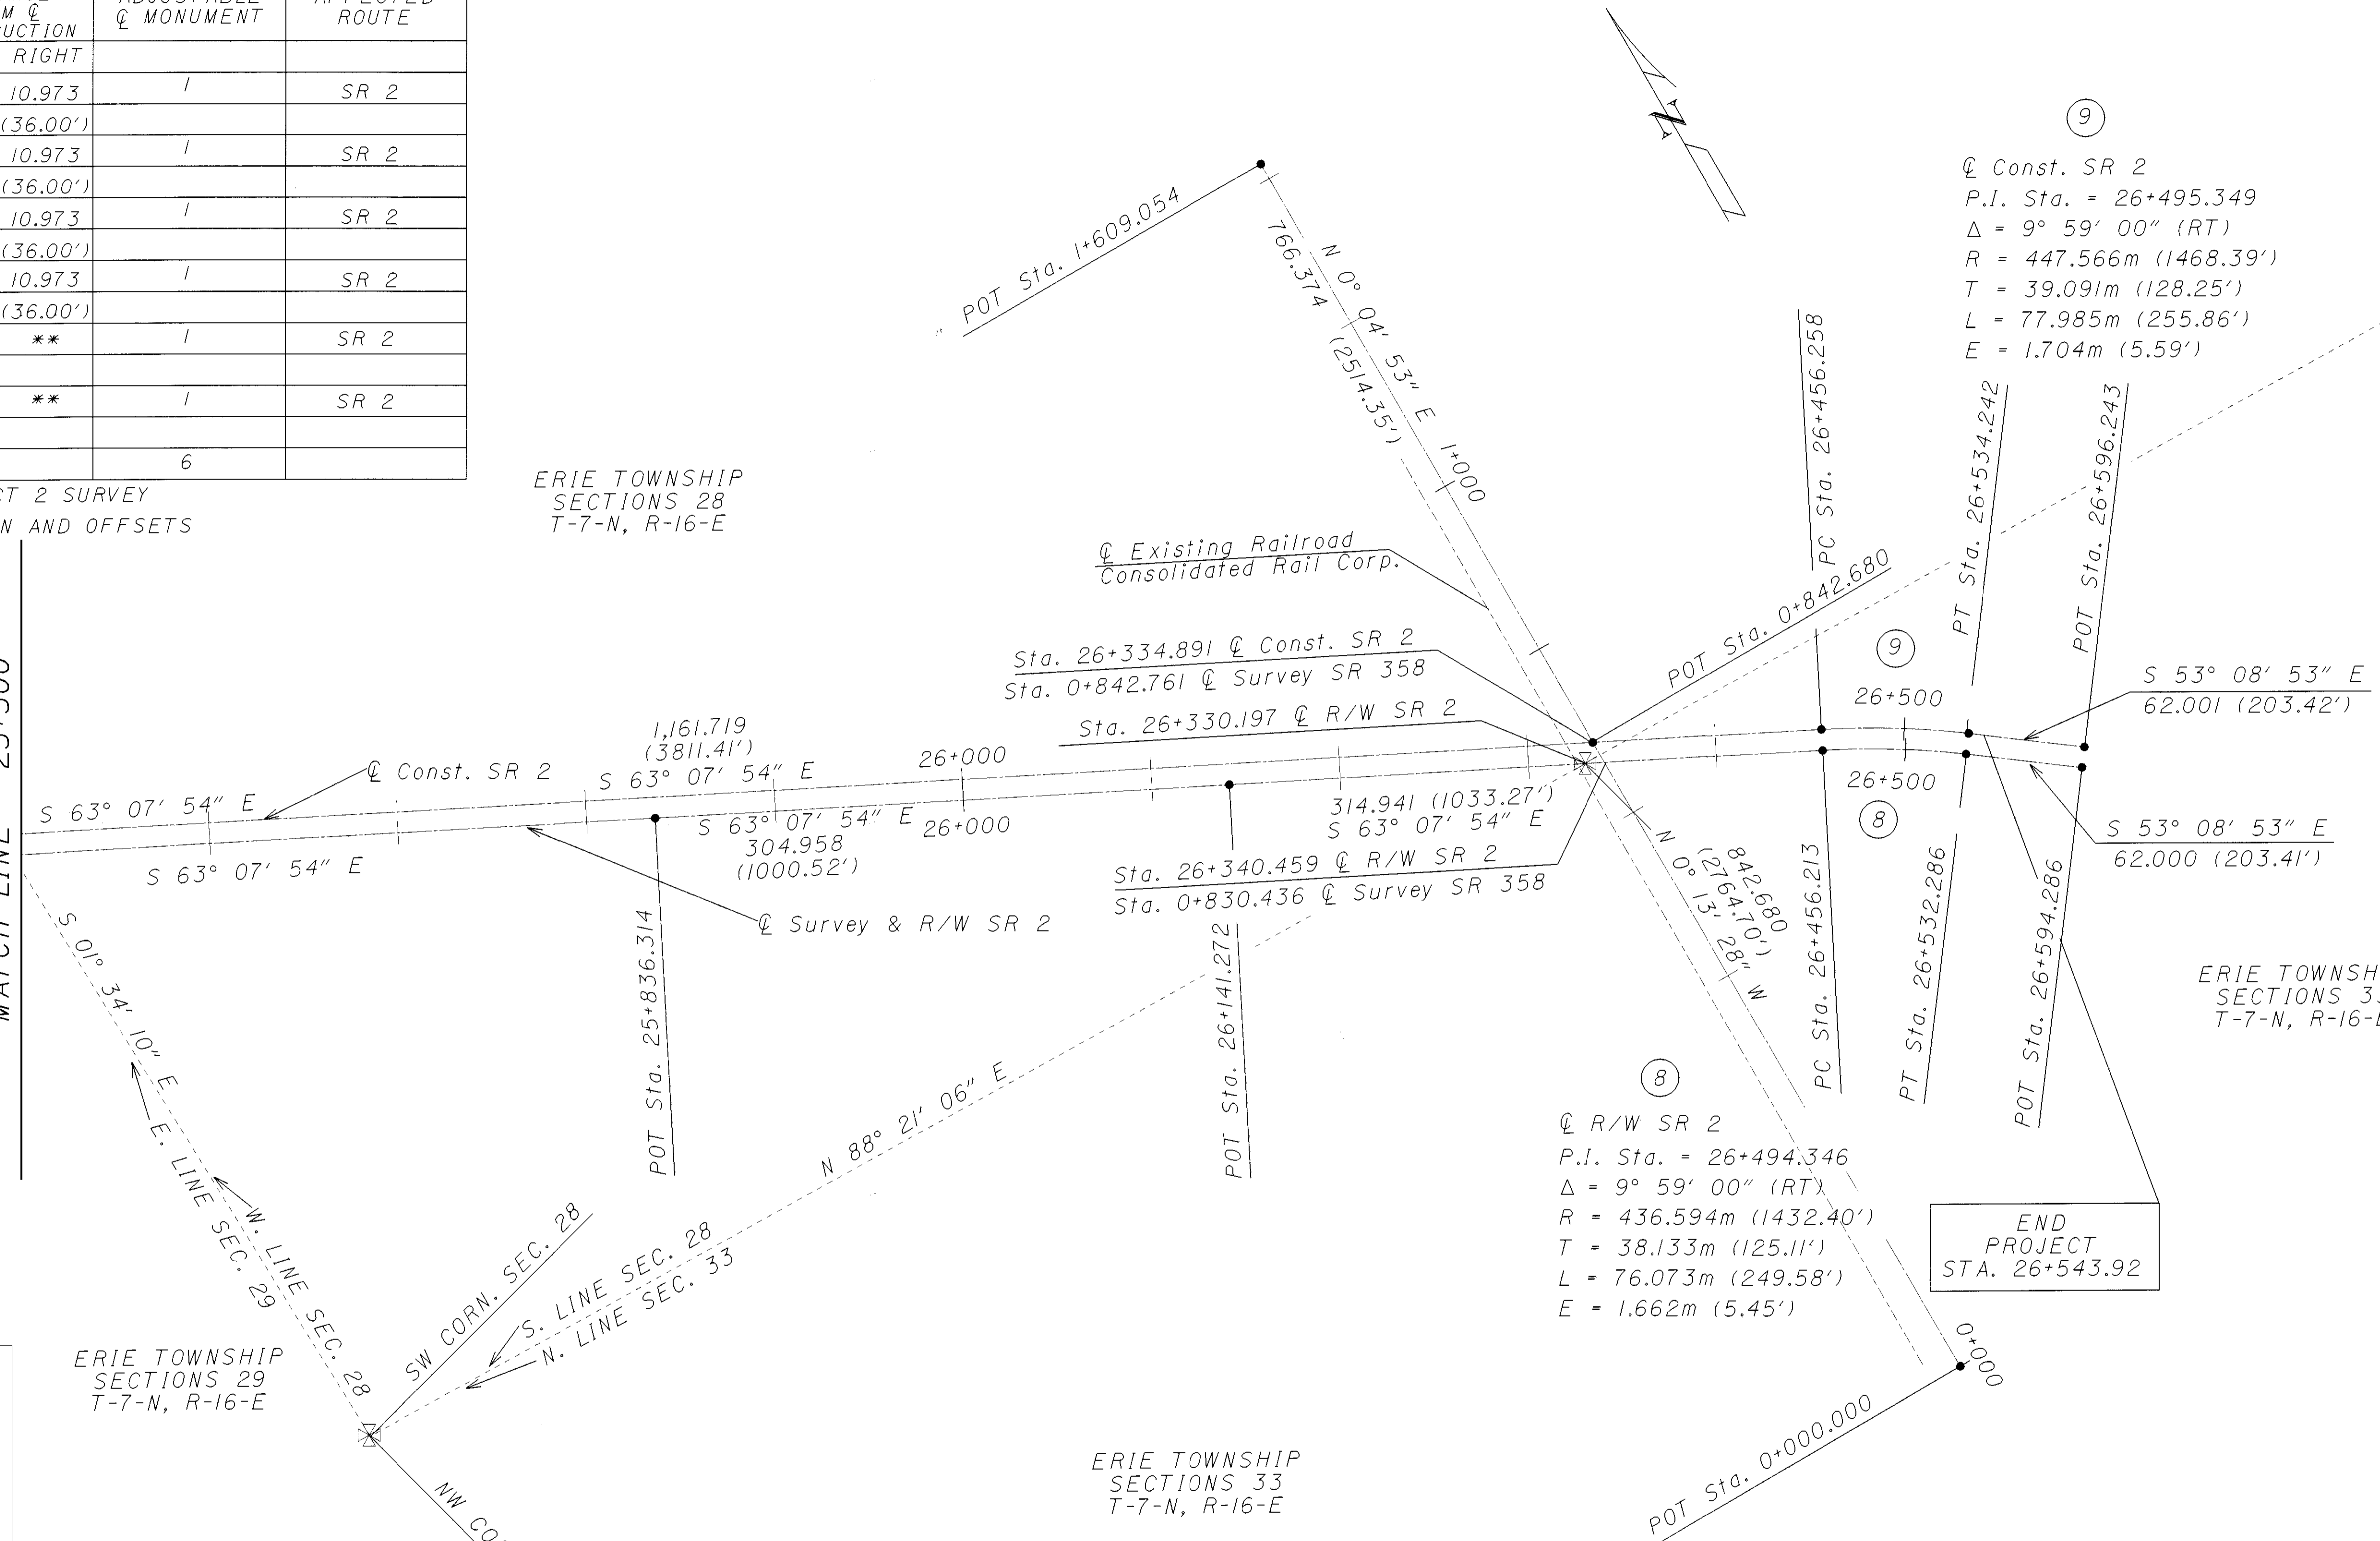 M ℄
UCTION
RIGHT
ADJUSTABLE
℄ MONUMENT
AFFECTED
ROUTE
10.973 1 SR 2
(36.00')
10.973 1 SR 2
(36.00')
10.973 1 SR 2
(36.00')
10.973 1 SR 2
(36.00')
** 1 SR 2
** 1 SR 2
6
CT 2 SURVEY
N AND OFFSETS
ERIE TOWNSHIP
SECTIONS 28
T-7-N, R-16-E
POT Sta. 1+609.054
N 0° 04' 53" E
766.374
(2514.35')
1+000
N
9
℄ Const. SR 2
P.I. Sta. = 26+495.349
Δ = 9° 59' 00" (RT)
R = 447.566m (1468.39')
T = 39.091m (128.25')
L = 77.985m (255.86')
E = 1.704m (5.59')
PC Sta. 26+456.258
PT Sta. 26+534.242
POT Sta. 26+596.243
℄ Existing Railroad
Consolidated Rail Corp.
Sta. 26+334.891 ℄ Const. SR 2
Sta. 0+842.761 ℄ Survey SR 358
Sta. 26+330.197 ℄ R/W SR 2
POT Sta. 0+842.680
9
26+500
S 53° 08' 53" E
62.001 (203.42')
1,161.719
(3811.41')
S 63° 07' 54" E
26+000
℄ Const. SR 2
S 63° 07' 54" E
S 63° 07' 54" E
S 63° 07' 54" E
304.958
(1000.52')
26+000
℄ Survey & R/W SR 2
314.941 (1033.27')
S 63° 07' 54" E
Sta. 26+340.459 ℄ R/W SR 2
Sta. 0+830.436 ℄ Survey SR 358
26+500
8
S 53° 08' 53" E
62.000 (203.41')
842.680
(2764.70')
N 0° 13' 28" W
MATCH LINE 25+500
POT Sta. 25+836.314
POT Sta. 26+141.272
PC Sta. 26+456.213
PT Sta. 26+532.286
POT Sta. 26+594.286
ERIE TOWNSH
SECTIONS 33
T-7-N, R-16-E
S 01° 34' 10" E
E. LINE SEC. 29
W. LINE SEC. 28
N 88° 21' 06" E
SW CORN. SEC. 28
S. LINE SEC. 28
N. LINE SEC. 33
NW CO
8
℄ R/W SR 2
P.I. Sta. = 26+494.346
Δ = 9° 59' 00" (RT)
R = 436.594m (1432.40')
T = 38.133m (125.11')
L = 76.073m (249.58')
E = 1.662m (5.45')
END
PROJECT
STA. 26+543.92
0+000
POT Sta. 0+000.000
ERIE TOWNSHIP
SECTIONS 29
T-7-N, R-16-E
ERIE TOWNSHIP
SECTIONS 33
T-7-N, R-16-E